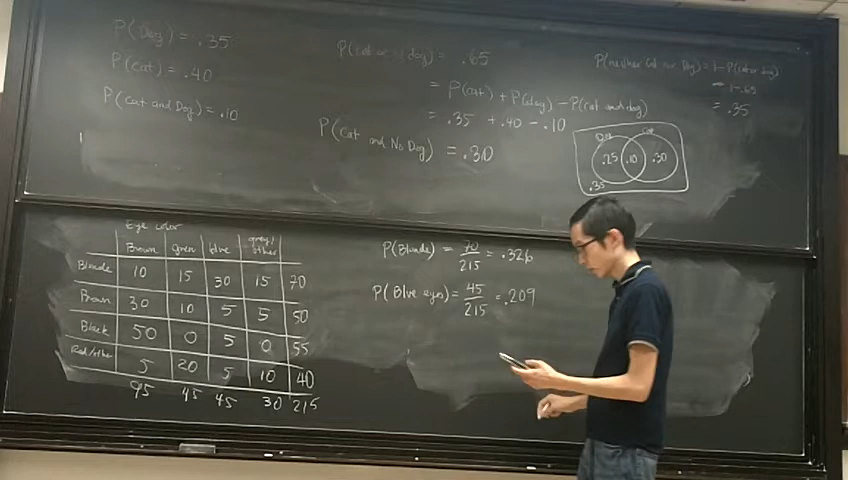 P(Dog) = .35
P(cat) = .40
P(cat and Dog) = .10
P(cat or dog) = .65
= P(cat) + P(dog) - P(cat and dog)
= .35 + .40 - .10
P(cat and No Dog) = .30
P(neither Cat nor Dog) = 1 - P(cat or dog)
= 1-.65
= .35
Dog cat
.25 .10 .30
.35
Eye color
Brown green blue grey/other
Blonde 10 15 30 15 70
Brown 30 10 5 5 50
Black 50 0 5 0 55
Red/other 5 20 5 10 40
95 45 45 30 215
P(Blonde) = 70/215 = .326
P(Blue eyes) = 45/215 = .209